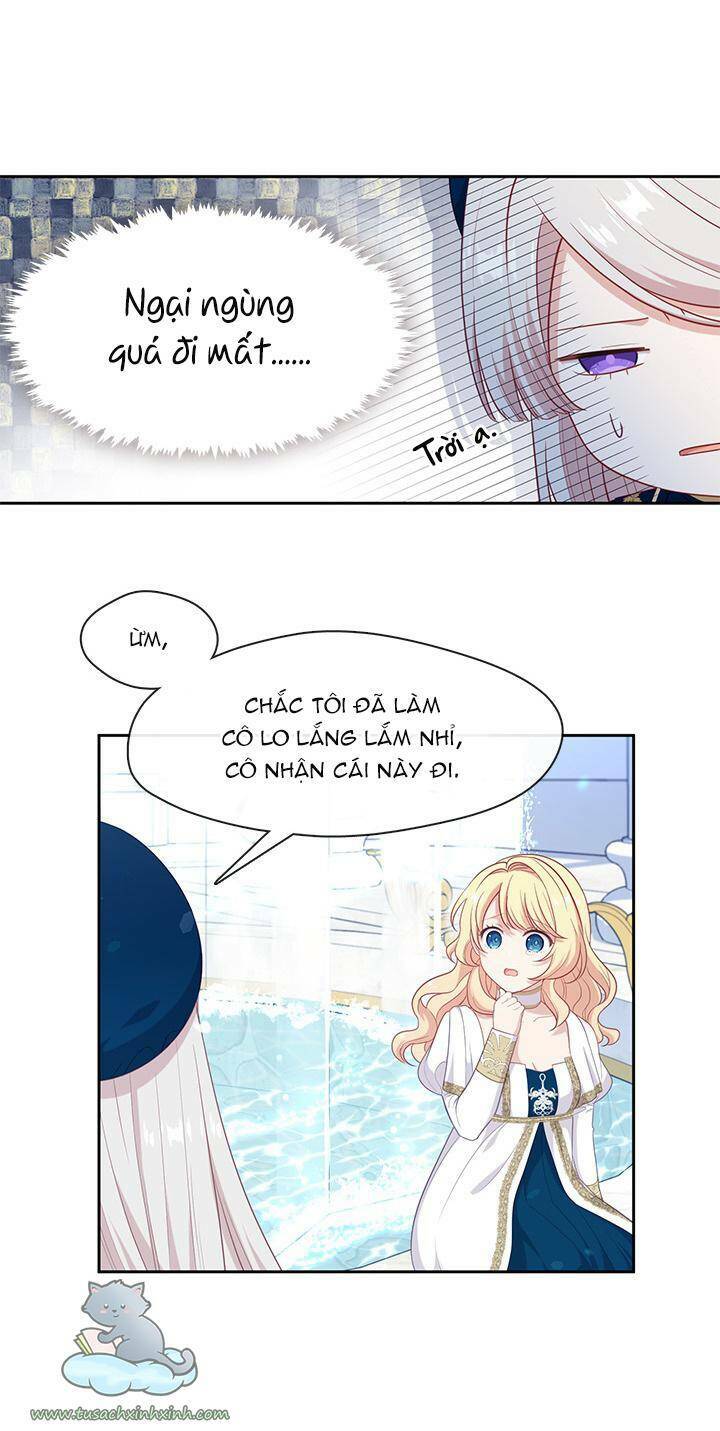 Ngại ngùng
quá đi mất......
Trời ạ.
ỪM,
CHẮC TÔI ĐÃ LÀM
CÔ LO LẮNG LẮM NHỈ,
CÔ NHẬN CÁI NÀY ĐI.
www.tusachxinhxinh.com